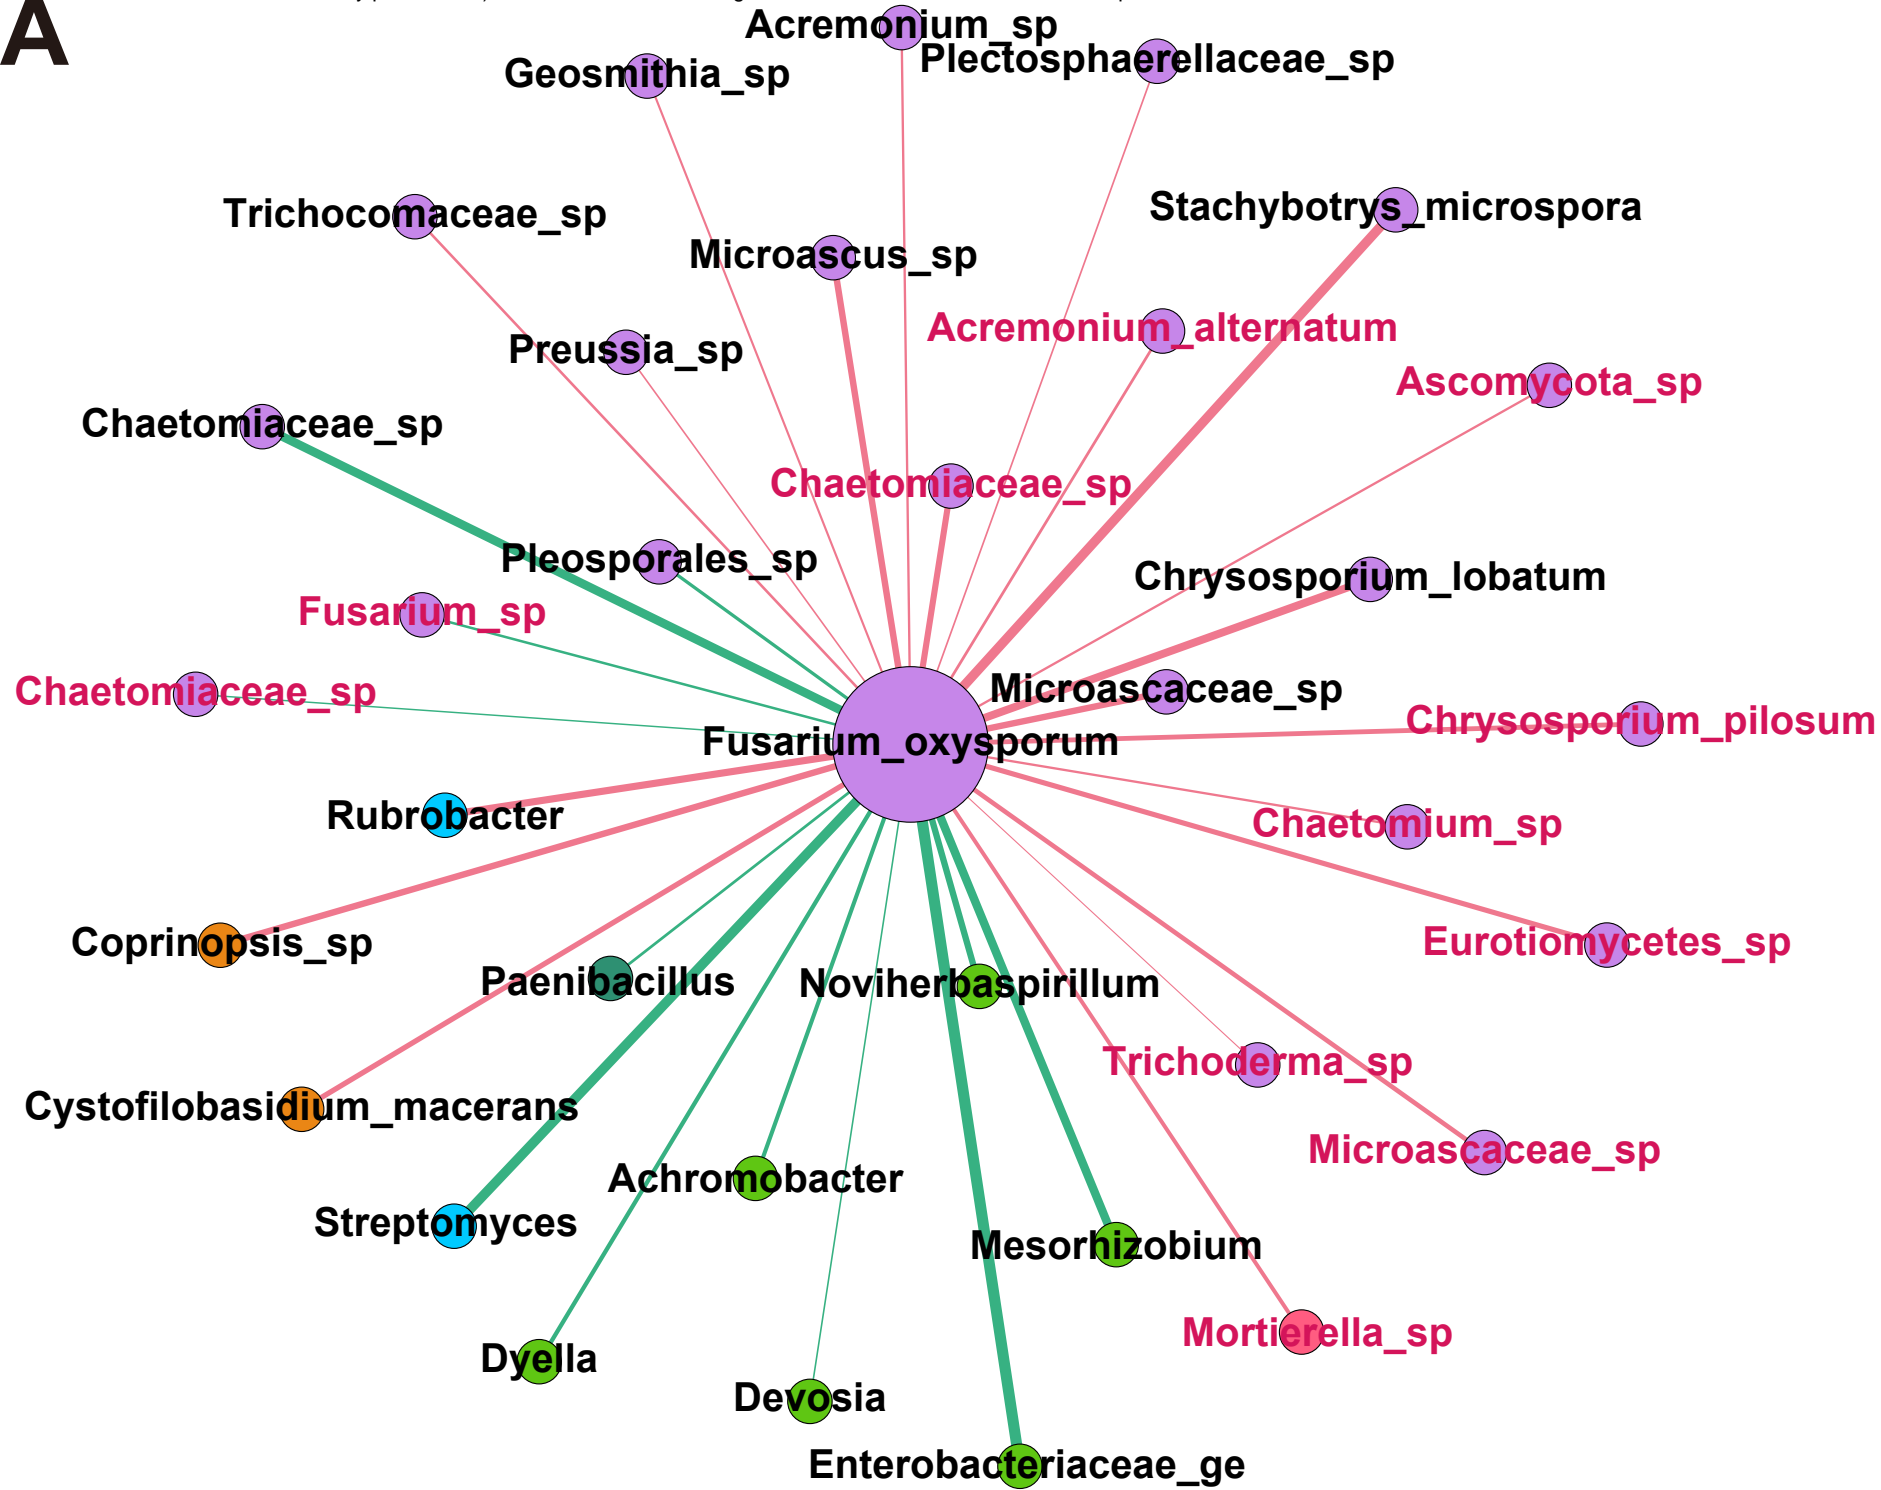 A
Acremonium_sp
Plectosphaerellaceae_sp
Geosmithia_sp
Trichocomaceae_sp
Stachybotrys_microspora
Microascus_sp
Acremonium_alternatum
Preussia_sp
Ascomycota_sp
Chaetomiaceae_sp
Chaetomiaceae_sp
Pleosporales_sp
Chrysosporium_lobatum
Fusarium_sp
Chaetomiaceae_sp
Microascaceae_sp
Chrysosporium_pilosum
Fusarium_oxysporum
Rubrobacter
Chaetomium_sp
Coprinopsis_sp
Eurotiomycetes_sp
Paenibacillus
Noviherbaspirillum
Trichoderma_sp
Cystofilobasidium_macerans
Microascaceae_sp
Achromobacter
Streptomyces
Mesorhizobium
Mortierella_sp
Dyella
Devosia
Enterobacteriaceae_ge